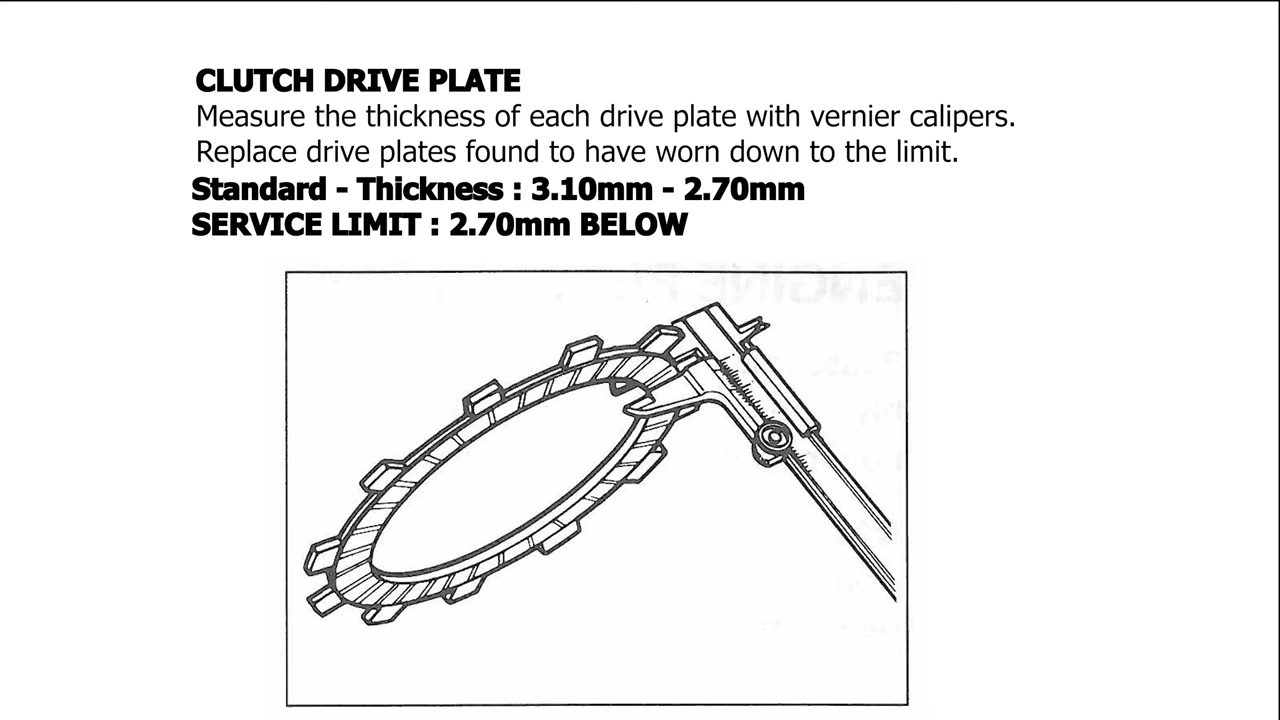 CLUTCH DRIVE PLATE
Measure the thickness of each drive plate with vernier calipers.
Replace drive plates found to have worn down to the limit.
Standard - Thickness : 3.10mm - 2.70mm
SERVICE LIMIT : 2.70mm BELOW